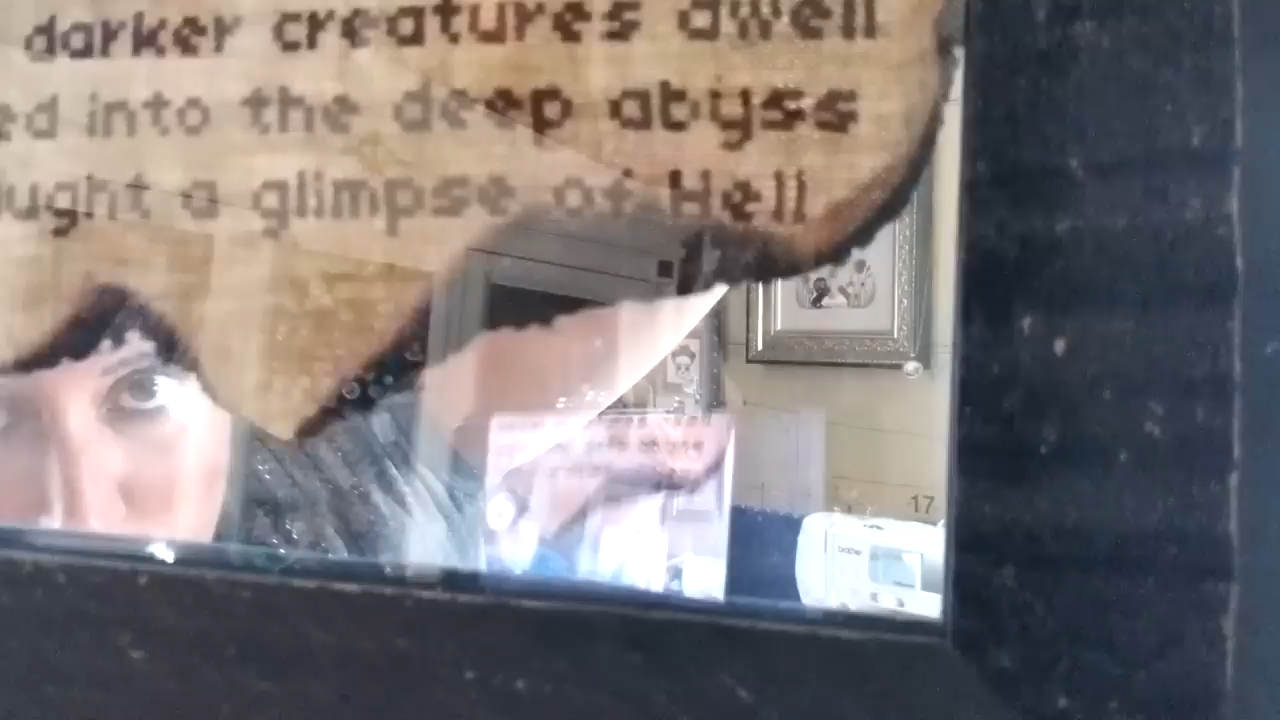 darker creatures dwell
ed into the deep abyss
ught a glimpse of Hell
17
brother